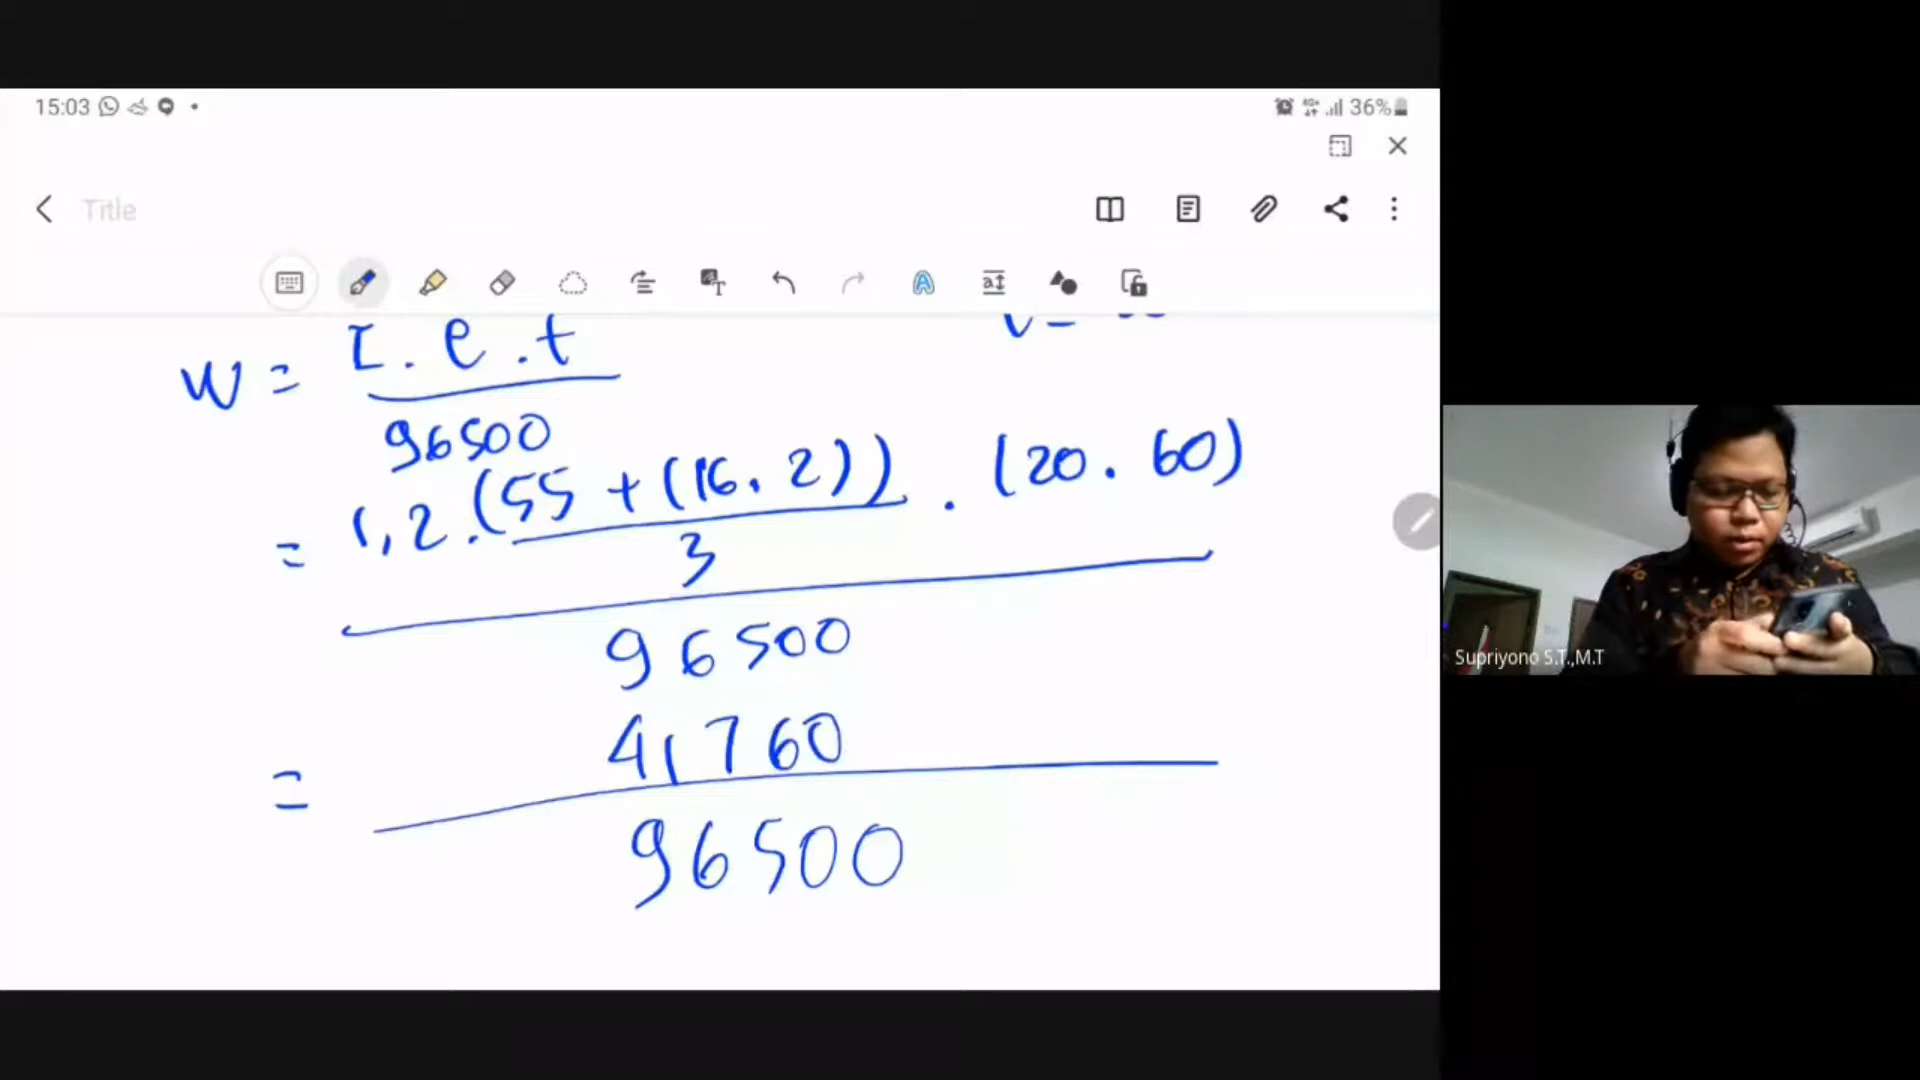 15:03 36%
Title
W = I . e . t
96500
= 1,2 . (55 + (16 . 2)) . (20 . 60)
3
96500
= 41760
96500
Supriyono S.T.,M.T